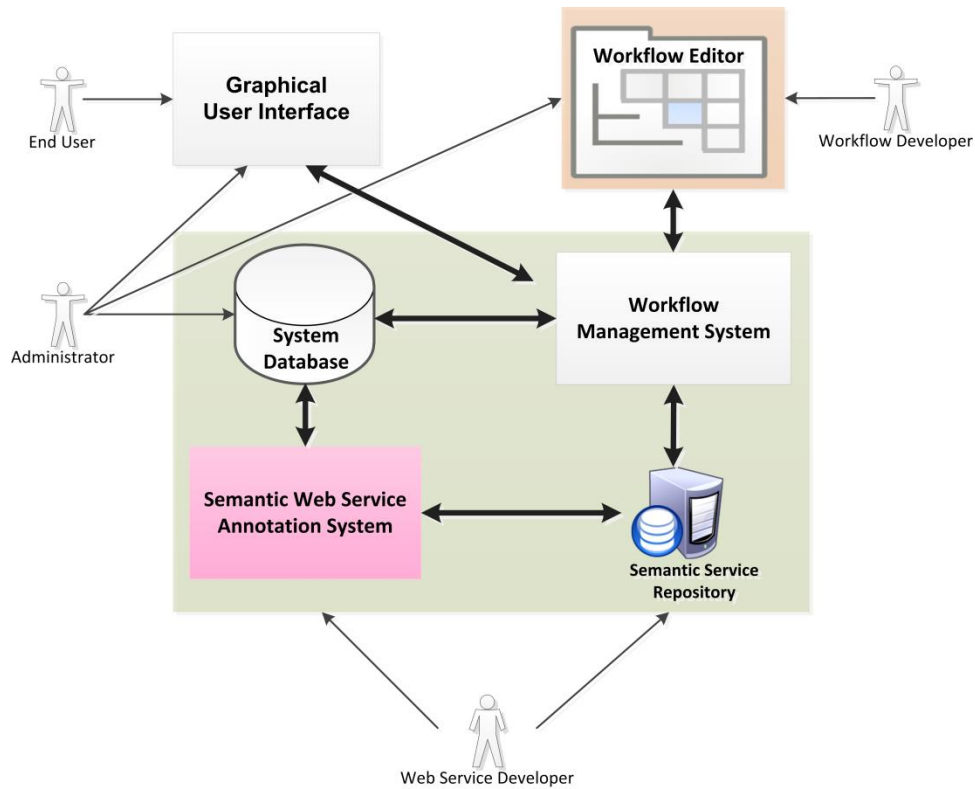 Graphical
User Interface
Workflow Editor
End User
Workflow Developer
Workflow
Management System
System
Database
Administrator
Semantic Web Service
Annotation System
Semantic Service
Repository
Web Service Developer